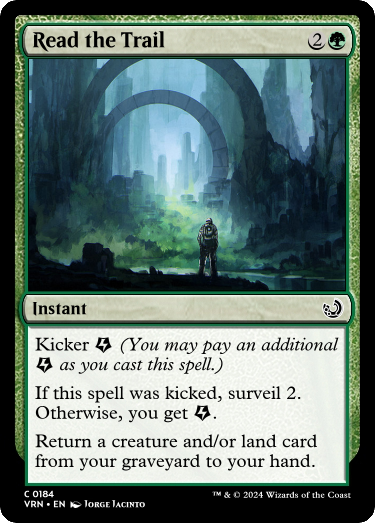 Read the Trail 2
Instant
Kicker (You may pay an additional
as you cast this spell.)
If this spell was kicked, surveil 2.
Otherwise, you get .
Return a creature and/or land card
from your graveyard to your hand.
C 0184
VRN • EN Jorge Jacinto
™ & © 2024 Wizards of the Coast